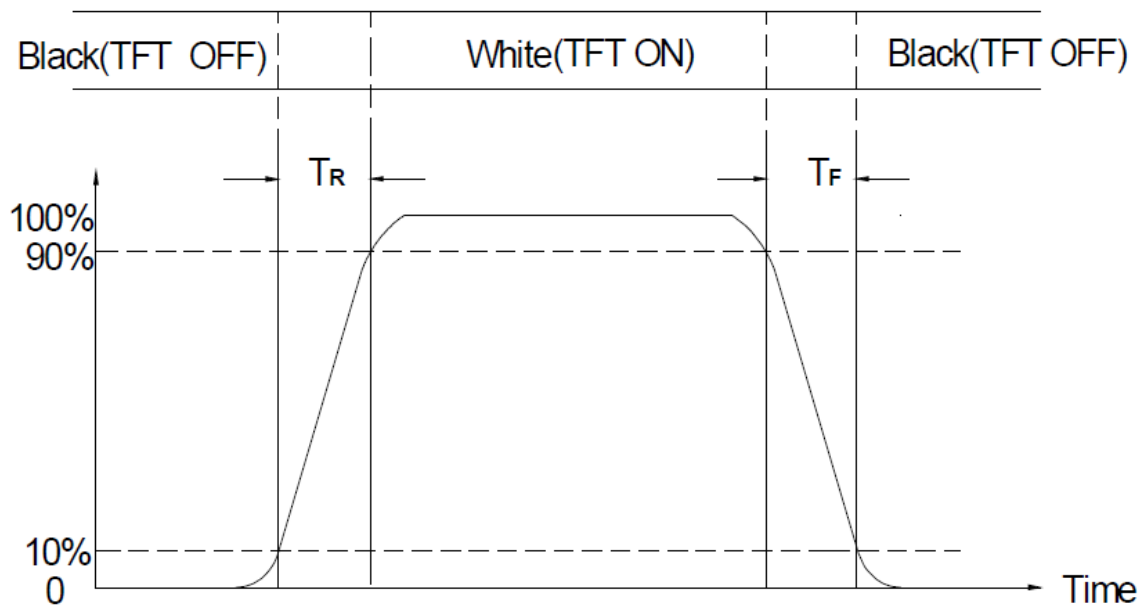 Black(TFT OFF) White(TFT ON) Black(TFT OFF)
TR TF
100%
90%
10%
0
Time